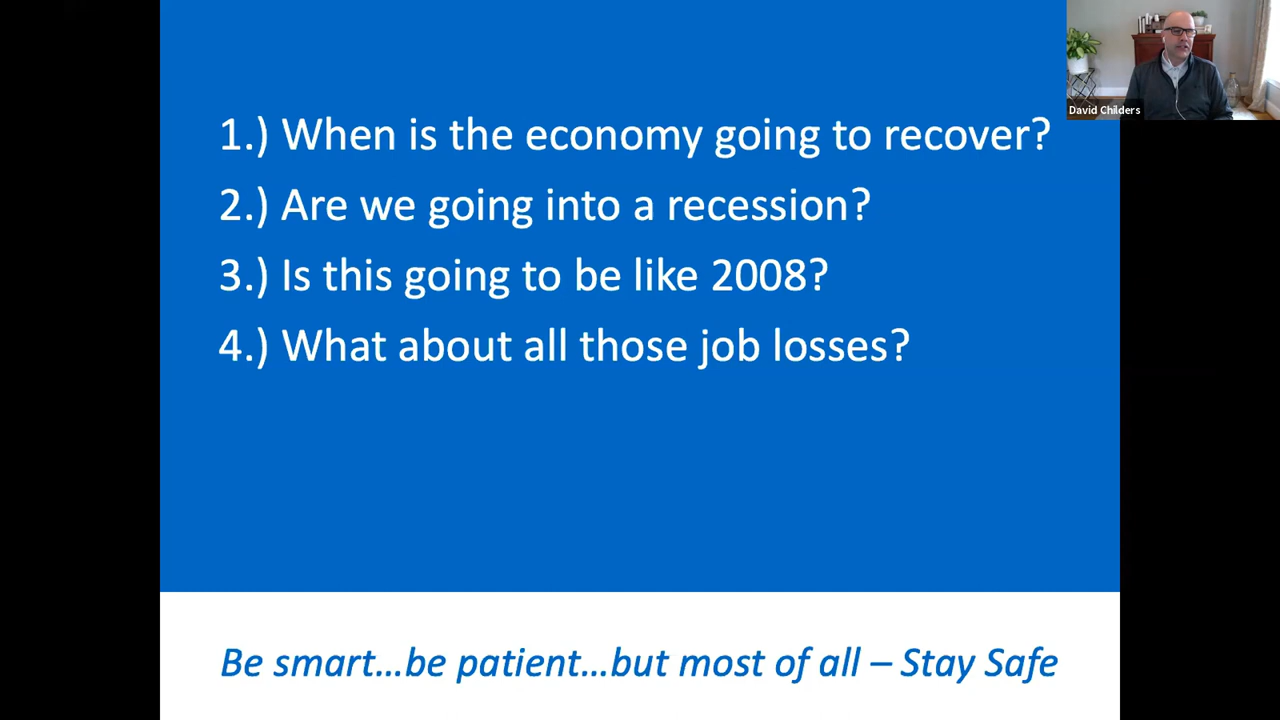 1.) When is the economy going to recover?
2.) Are we going into a recession?
3.) Is this going to be like 2008?
4.) What about all those job losses?
Be smart...be patient...but most of all – Stay Safe
David Childers